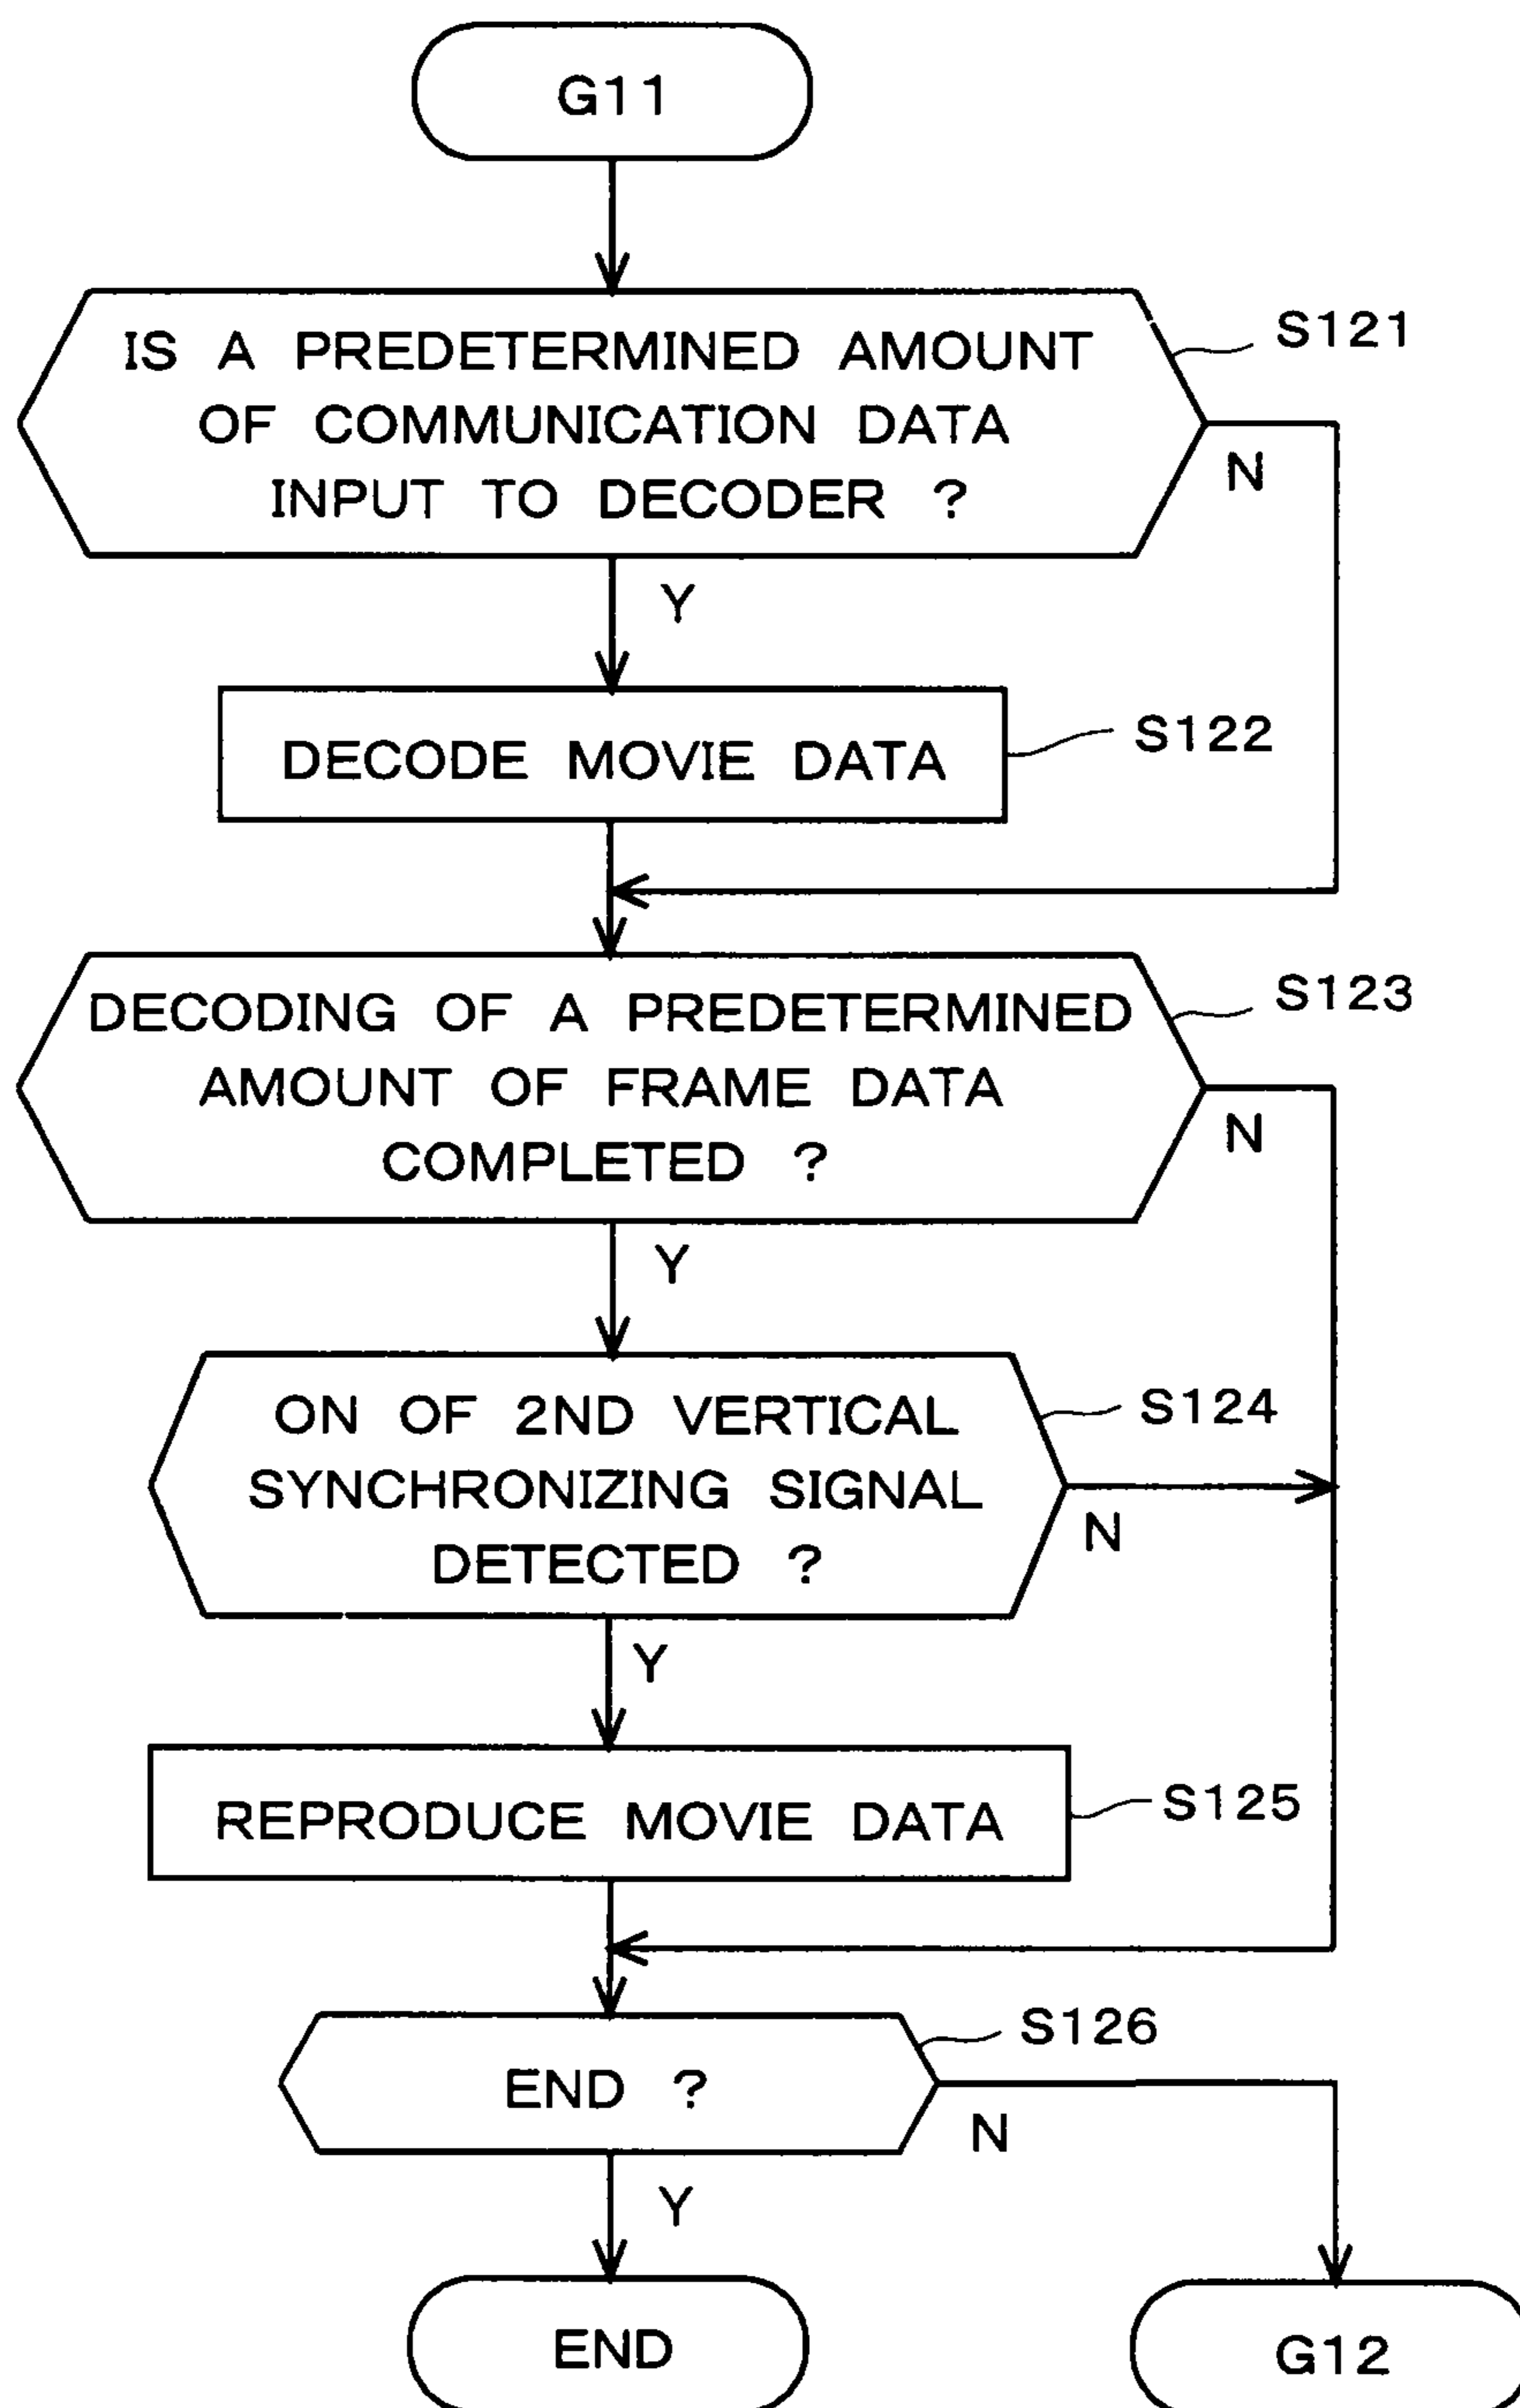 G11
IS A PREDETERMINED AMOUNT
OF COMMUNICATION DATA
INPUT TO DECODER ?
S121
N
Y
DECODE MOVIE DATA
S122
DECODING OF A PREDETERMINED
AMOUNT OF FRAME DATA
COMPLETED ?
S123
N
Y
ON OF 2ND VERTICAL
SYNCHRONIZING SIGNAL
DETECTED ?
S124
N
Y
REPRODUCE MOVIE DATA
S125
END ?
S126
N
Y
END
G12